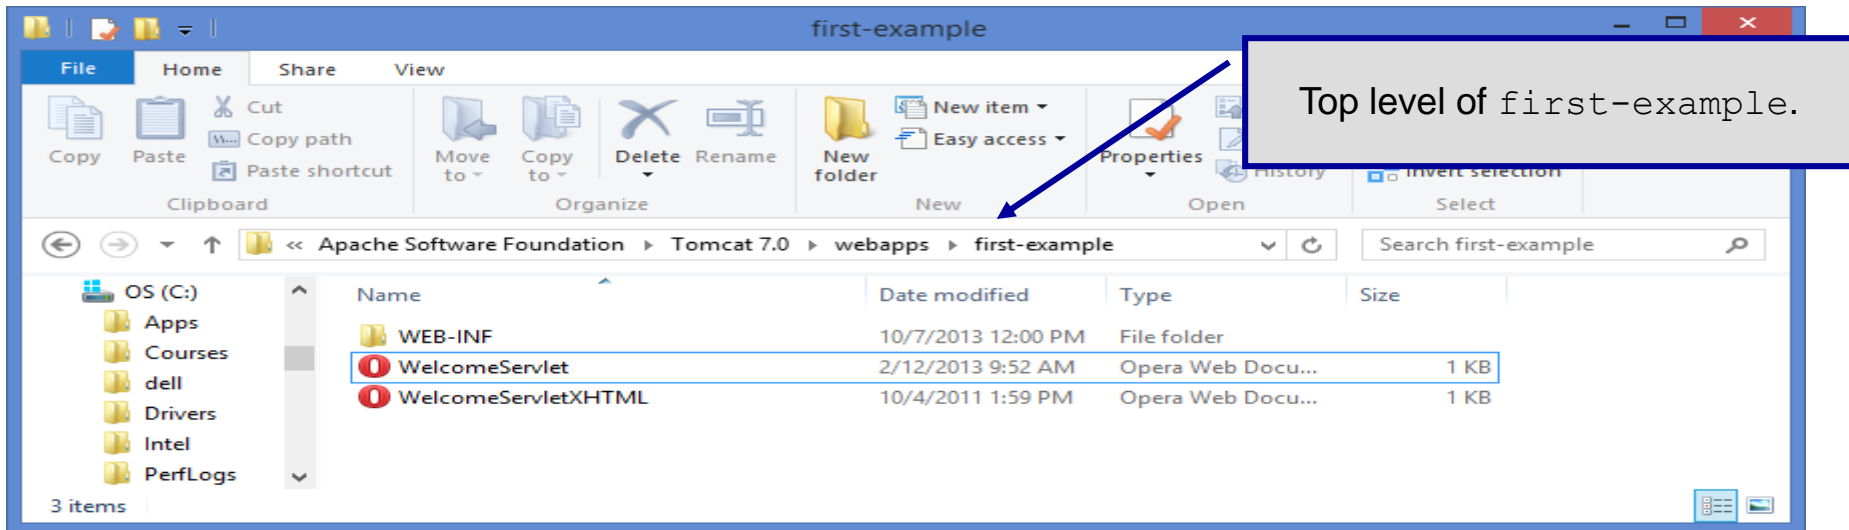 first-example
File Home Share View
Top level of first-example.
Cut
Copy path
Paste shortcut
Copy Paste
Move to
Copy to
Delete Rename
New folder
New item
Easy access
Properties
History
Invert selection
Clipboard Organize New Open Select
« Apache Software Foundation Tomcat 7.0 webapps first-example
Search first-example
OS (C:)
Apps
Courses
dell
Drivers
Intel
PerfLogs
Name Date modified Type Size
WEB-INF 10/7/2013 12:00 PM File folder
WelcomeServlet 2/12/2013 9:52 AM Opera Web Docu... 1 KB
WelcomeServletXHTML 10/4/2011 1:59 PM Opera Web Docu... 1 KB
3 items